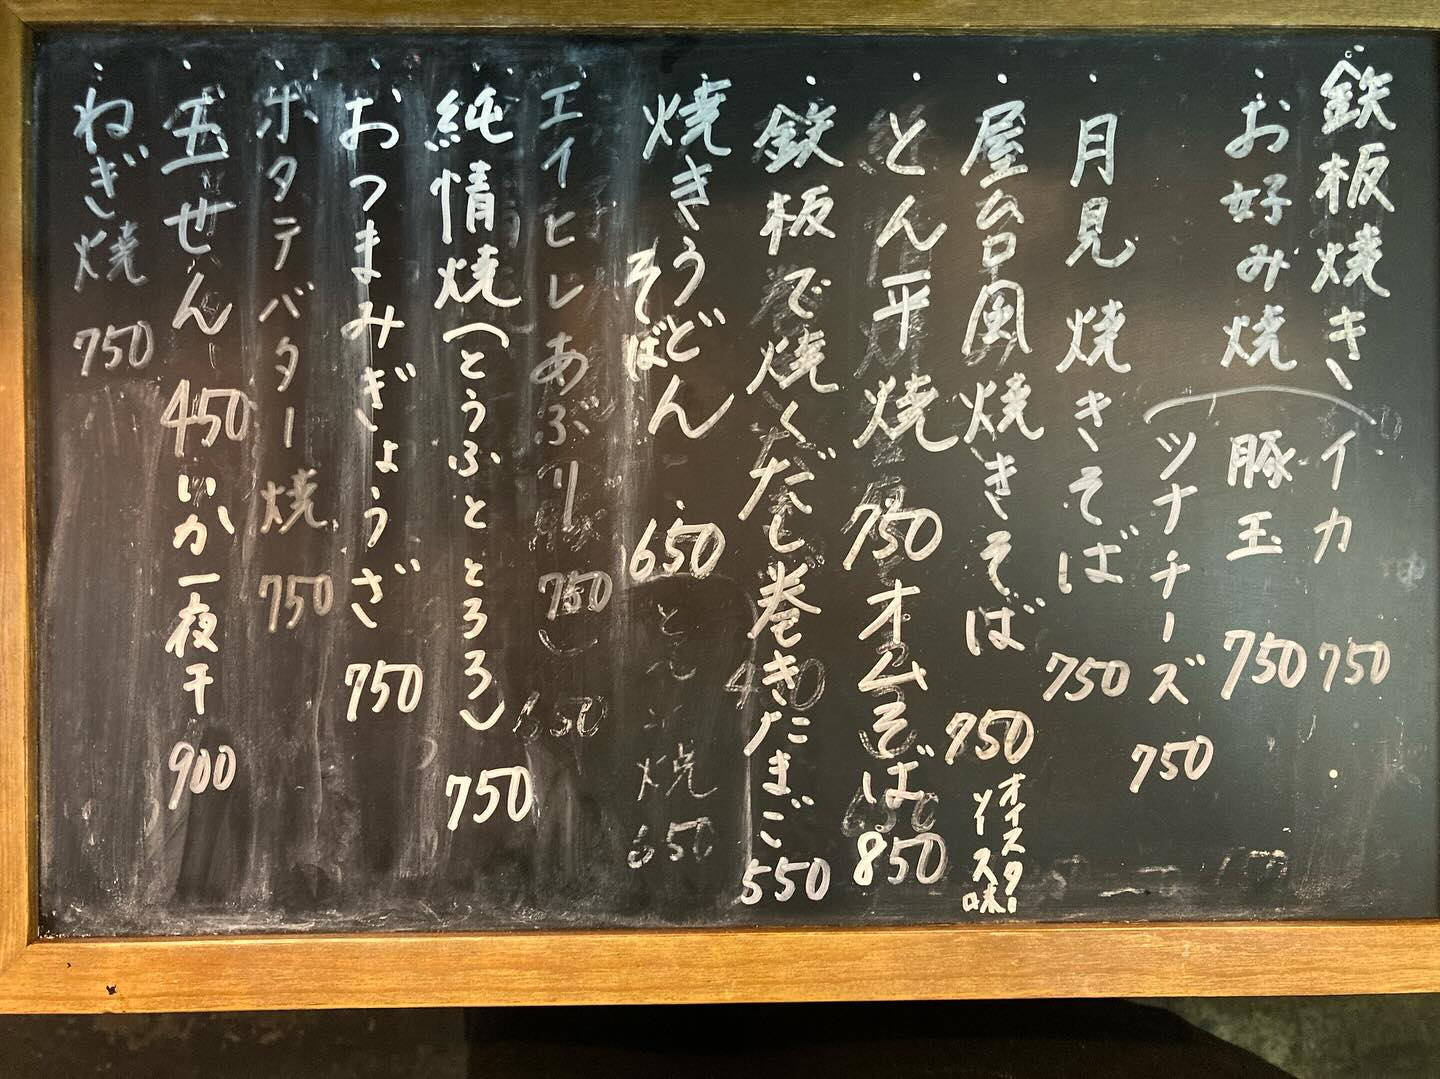 鉄板焼き
お好み焼
イカ 750
豚玉 750
ツナチーズ 750
・月見焼きそば 750
・屋台風焼きそば 750
オイスター
ソース味
・とん平焼 750 オムそば 850
・鉄板で焼くだし巻きたまご 550
・焼きうどん
そば
650
・エイヒレあぶり 750
・純情焼(とうふととろろ) 750
・おつまみぎょうざ 750
・ホタテバター焼 750
・玉せん 450 いか一夜干 900
・ねぎ焼 750